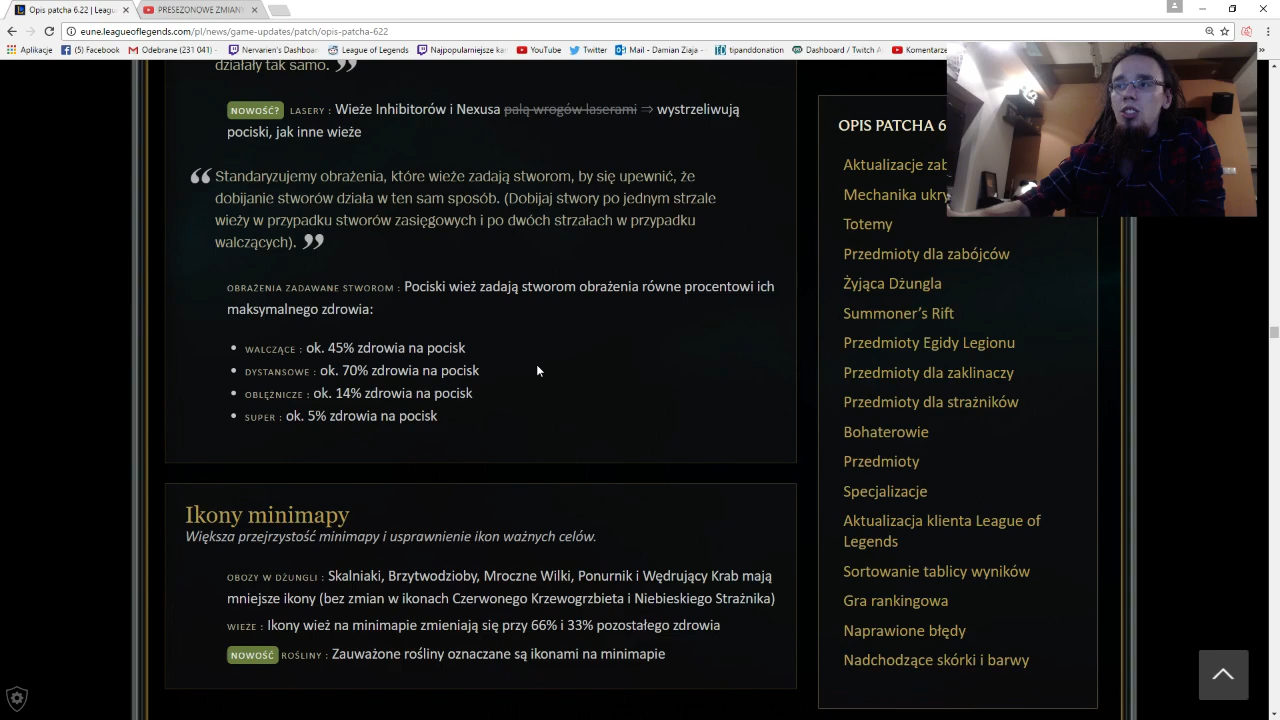 Opis patcha 6.22 | Leagu
PRESEZONOWE ZMIANY
eune.leagueoflegends.com/pl/news/game-updates/patch/opis-patcha-622
Aplikacje
(5) Facebook
Odebrane (231 041)
Nervarien's Dashboa
League of Legends
Najpopularniejsze ka
YouTube
Twitter
Mail - Damian Ziaja
tipanddonation
Dashboard / Twitch A
Komentarze
działały tak samo.
NOWOŚĆ? LASERY : Wieże Inhibitorów i Nexusa palą wrogów laserami ⇒ wystrzeliwują
pociski, jak inne wieże
Standaryzujemy obrażenia, które wieże zadają stworom, by się upewnić, że
dobijanie stworów działa w ten sam sposób. (Dobijaj stwory po jednym strzale
wieży w przypadku stworów zasięgowych i po dwóch strzałach w przypadku
walczących).
OBRAŻENIA ZADAWANE STWOROM : Pociski wież zadają stworom obrażenia równe procentowi ich
maksymalnego zdrowia:
• WALCZĄCE : ok. 45% zdrowia na pocisk
• DYSTANSOWE : ok. 70% zdrowia na pocisk
• OBLĘŻNICZE : ok. 14% zdrowia na pocisk
• SUPER : ok. 5% zdrowia na pocisk
Ikony minimapy
Większa przejrzystość minimapy i usprawnienie ikon ważnych celów.
OBOZY W DŻUNGLI : Skalniaki, Brzytwodzioby, Mroczne Wilki, Ponurnik i Wędrujący Krab mają
mniejsze ikony (bez zmian w ikonach Czerwonego Krzewogrzbieta i Niebieskiego Strażnika)
WIEŻE : Ikony wież na minimapie zmieniają się przy 66% i 33% pozostałego zdrowia
NOWOŚĆ ROŚLINY : Zauważone rośliny oznaczane są ikonami na minimapie
OPIS PATCHA 6
Aktualizacje zab
Mechanika ukry
Totemy
Przedmioty dla zabójców
Żyjąca Dżungla
Summoner's Rift
Przedmioty Egidy Legionu
Przedmioty dla zaklinaczy
Przedmioty dla strażników
Bohaterowie
Przedmioty
Specjalizacje
Aktualizacja klienta League of
Legends
Sortowanie tablicy wyników
Gra rankingowa
Naprawione błędy
Nadchodzące skórki i barwy